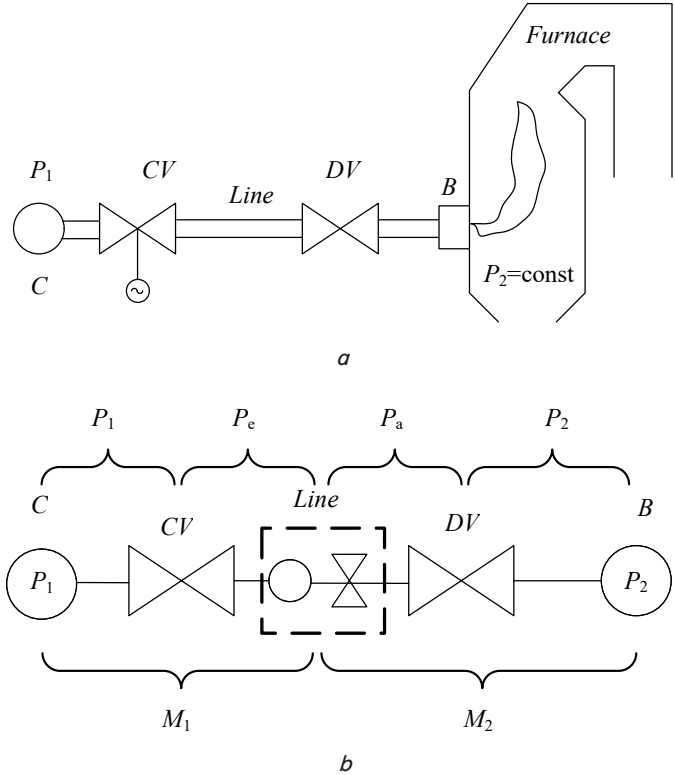 Furnace
P₁ CV DV
Line B
C P₂=const
a
P₁ Pₑ Pₐ P₂
C Line B
CV DV
P₁ P₂
M₁ M₂
b